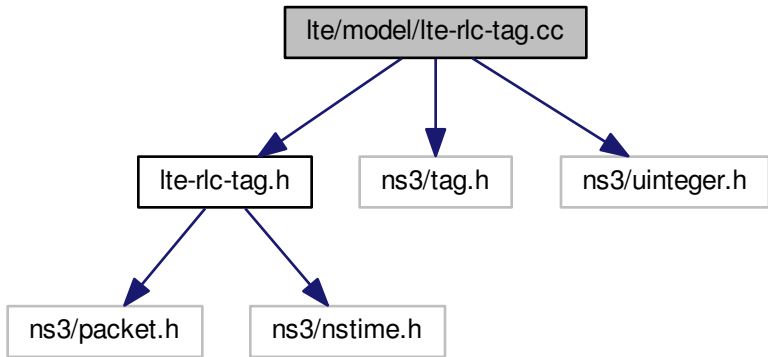 lte/model/lte-rlc-tag.cc
lte-rlc-tag.h
ns3/tag.h
ns3/uinteger.h
ns3/packet.h
ns3/nstime.h